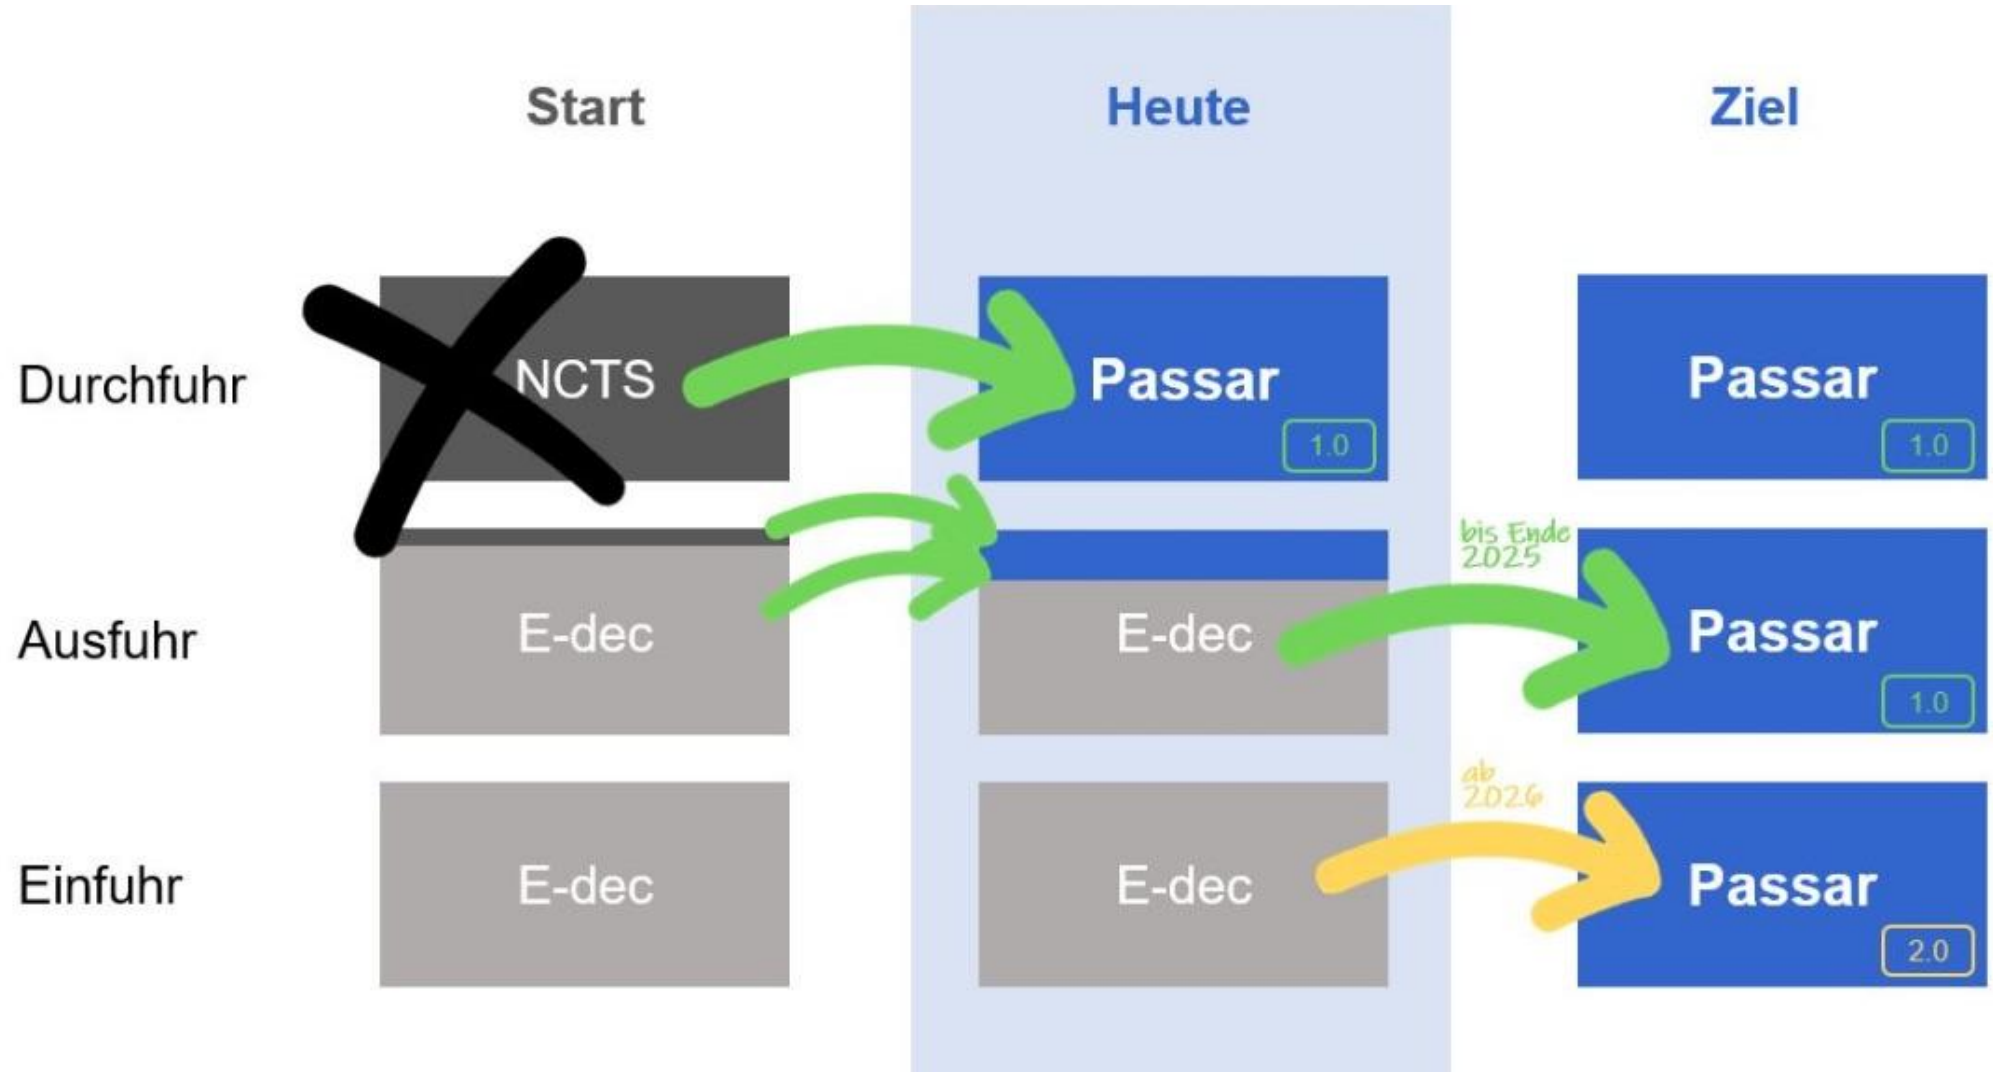 Start
Heute
Ziel
Durchfuhr
NCTS
Passar
1.0
Passar
1.0
Ausfuhr
E-dec
E-dec
bis Ende
2025
Passar
1.0
Einfuhr
E-dec
E-dec
ab
2026
Passar
2.0